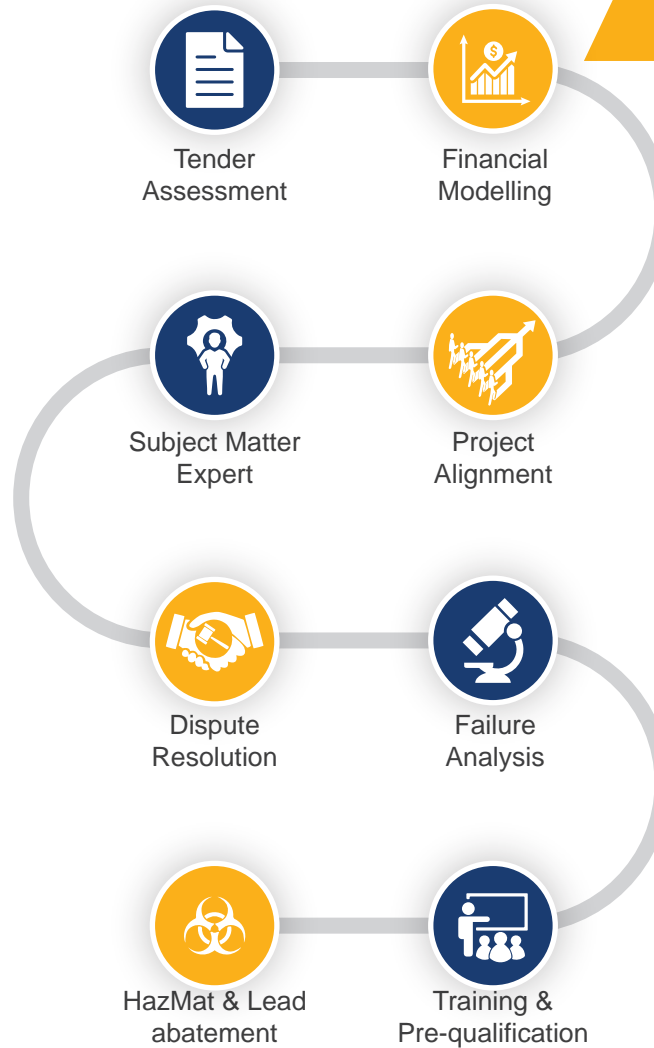 Tender
Assessment
Financial
Modelling
Subject Matter
Expert
Project
Alignment
Dispute
Resolution
Failure
Analysis
HazMat & Lead
abatement
Training &
Pre-qualification